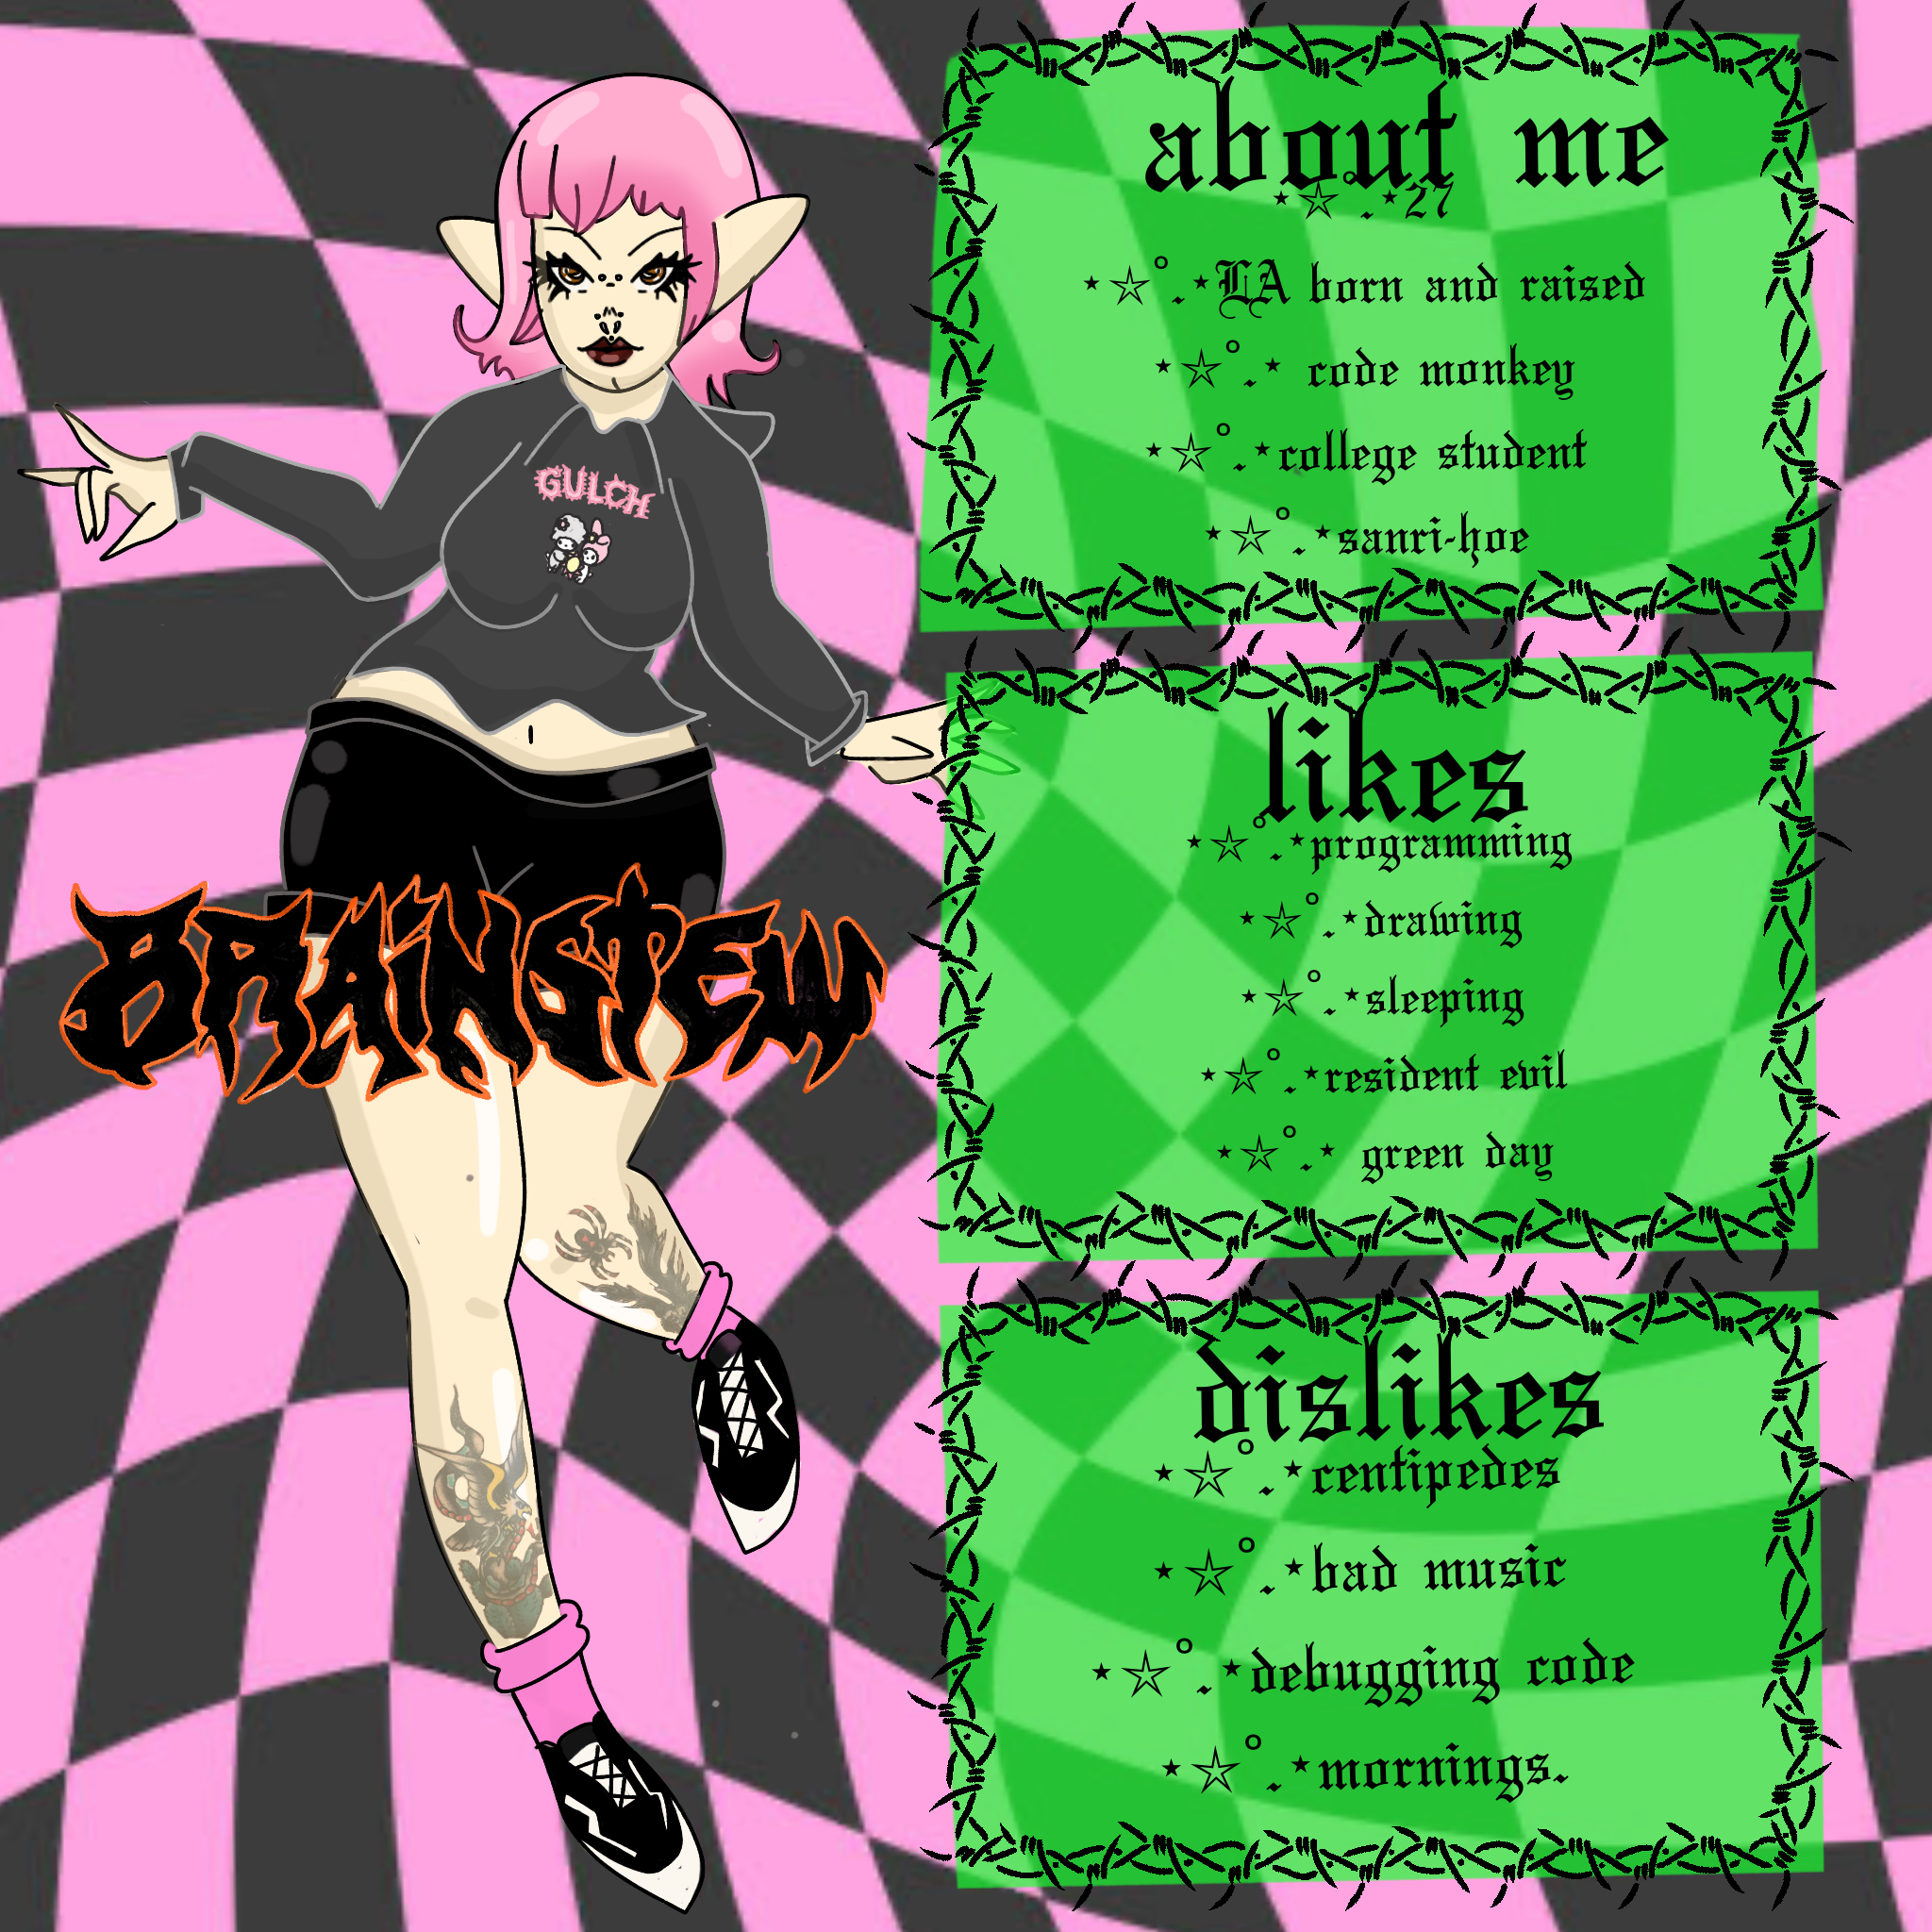 GULCH
BRAINSTEW
about me
⋆☆.⋆27
⋆☆°.⋆LA born and raised
⋆☆°.⋆ code monkey
⋆☆°.⋆college student
⋆☆°.⋆sanri-hoe
likes
⋆☆°.⋆programming
⋆☆°.⋆drawing
⋆☆°.⋆sleeping
⋆☆°.⋆resident evil
⋆☆°.⋆ green day
dislikes
⋆☆°.⋆centipedes
⋆☆°.⋆bad music
⋆☆°.⋆debugging code
⋆☆°.⋆mornings.